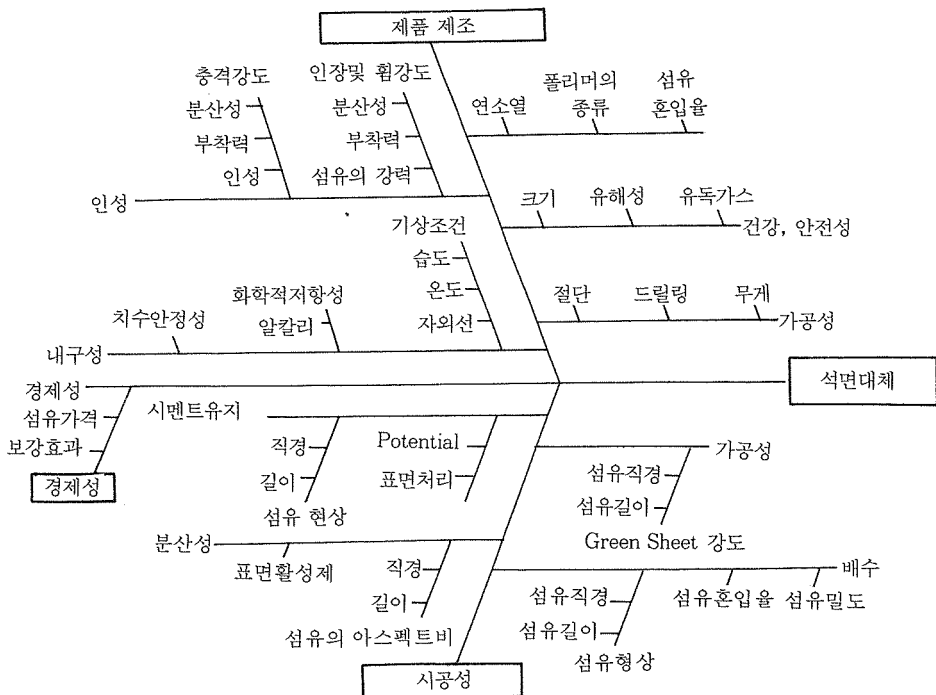 제품 제조
충격강도
분산성
부착력
인성
인성
인장및 휨강도
분산성
부착력
섬유의 강력
연소열
폴리머의
종류
섬유
혼입율
크기
유해성
유독가스
건강, 안전성
기상조건
습도
온도
자외선
화학적저항성
알칼리
치수안정성
내구성
절단
드릴링
무게
가공성
석면대체
경제성
섬유가격
보강효과
경제성
시멘트유지
직경
길이
섬유 현상
Potential
표면처리
가공성
섬유직경
섬유길이
Green Sheet 강도
분산성
표면활성제
직경
길이
섬유의 아스펙트비
배수
섬유직경
섬유길이
섬유형상
섬유혼입율
섬유밀도
시공성